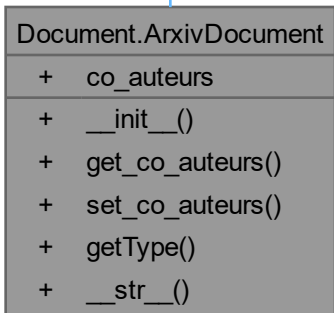 Document.ArxivDocument
+ co_auteurs
+ __init__()
+ get_co_auteurs()
+ set_co_auteurs()
+ getType()
+ __str__()